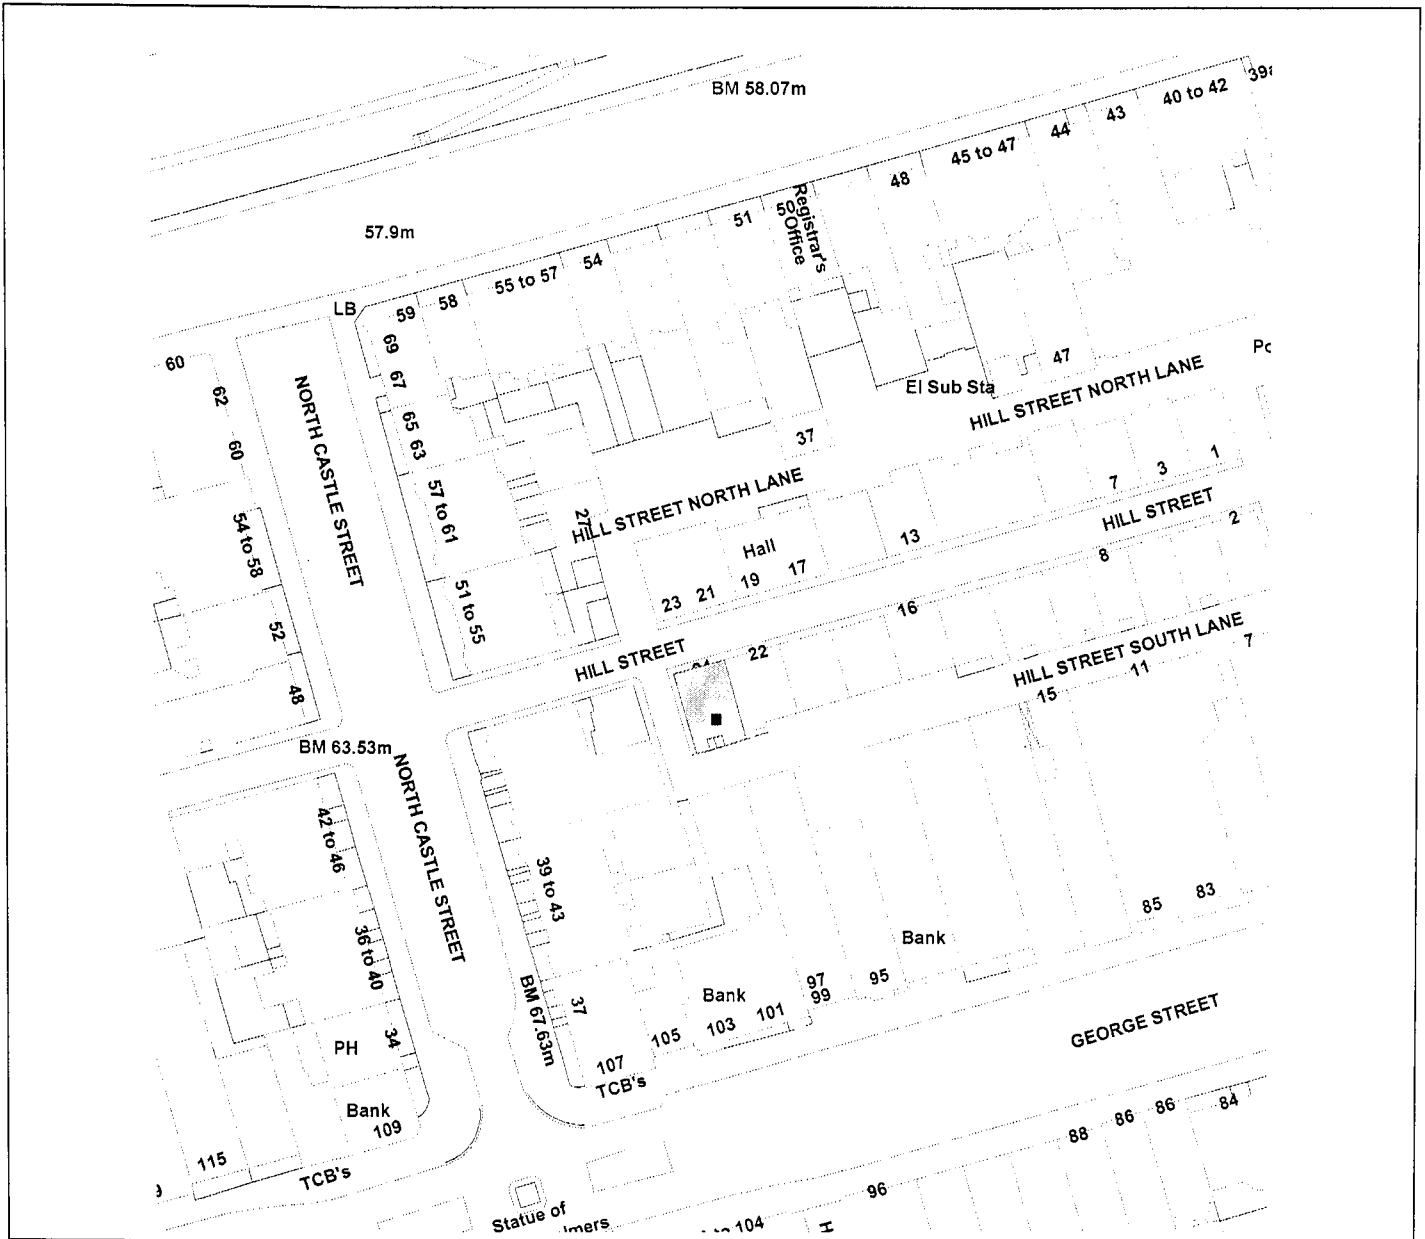 BM 58.07m
40 to 42
43
44
45 to 47
48
50
51
Registrar's
Office
57.9m
54
55 to 57
58
59
LB
69
67
65
63
60
62
60
NORTH CASTLE STREET
57 to 61
54 to 58
51 to 55
52
48
47
El Sub Sta
HILL STREET NORTH LANE
37
HILL STREET NORTH LANE
27
1
3
7
HILL STREET
2
13
Hall
17
19
21
23
8
16
22
HILL STREET
HILL STREET SOUTH LANE
7
11
15
BM 63.53m
NORTH CASTLE STREET
42 to 46
39 to 43
36 to 40
83
85
Bank
BM 67.63m
37
Bank
97
99
95
101
103
105
107
TCB's
GEORGE STREET
PH
34
Bank
109
115
TCB's
84
86
86
88
96
Statue of
104